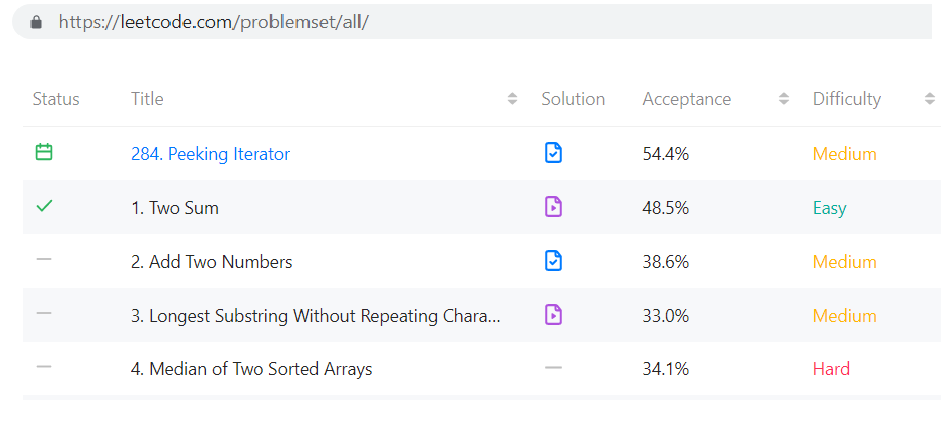 https://leetcode.com/problemset/all/
Status Title Solution Acceptance Difficulty
284. Peeking Iterator 54.4% Medium
1. Two Sum 48.5% Easy
2. Add Two Numbers 38.6% Medium
3. Longest Substring Without Repeating Chara... 33.0% Medium
4. Median of Two Sorted Arrays 34.1% Hard